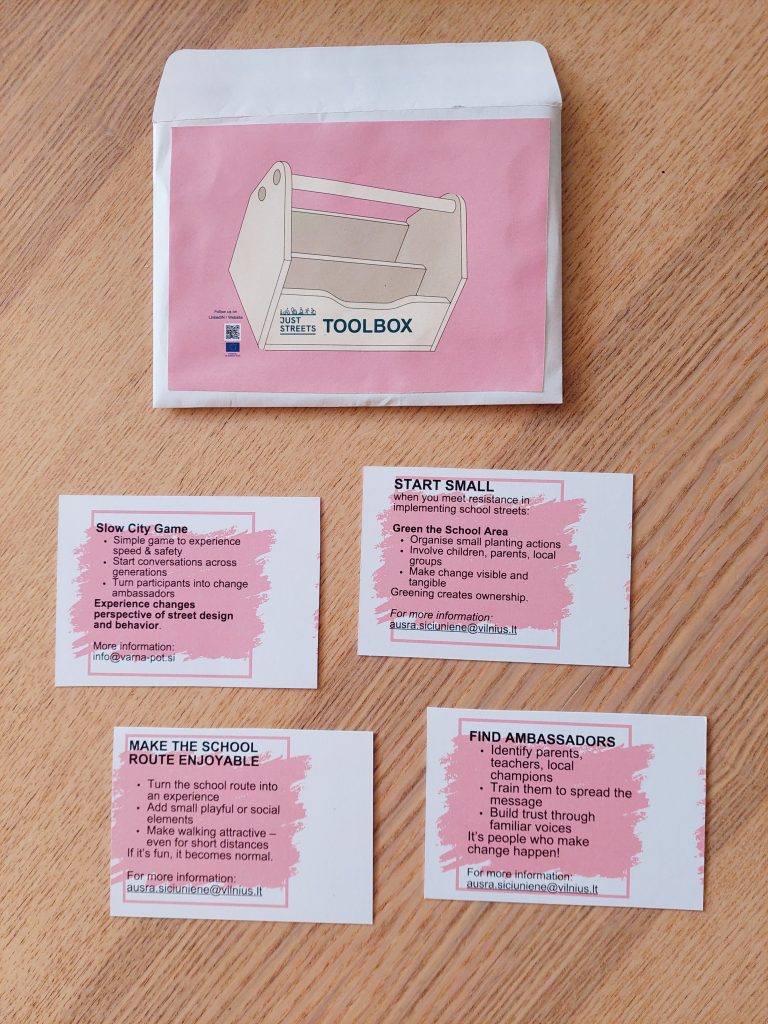 Follow us on
LinkedIN / Website
JUST
STREETS
TOOLBOX
Slow City Game
• Simple game to experience
speed & safety
• Start conversations across
generations
• Turn participants into change
ambassadors
Experience changes
perspective of street design
and behavior.
More information:
info@varna-pot.si
START SMALL
when you meet resistance in
implementing school streets:
Green the School Area
• Organise small planting actions
• Involve children, parents, local
groups
• Make change visible and
tangible
Greening creates ownership.
For more information:
ausra.siciuniene@vilnius.lt
MAKE THE SCHOOL
ROUTE ENJOYABLE
• Turn the school route into
an experience
• Add small playful or social
elements
• Make walking attractive –
even for short distances
If it's fun, it becomes normal.
For more information:
ausra.siciuniene@vilnius.lt
FIND AMBASSADORS
• Identify parents,
teachers, local
champions
• Train them to spread the
message
• Build trust through
familiar voices
It's people who make
change happen!
For more information:
ausra.siciuniene@vilnius.lt